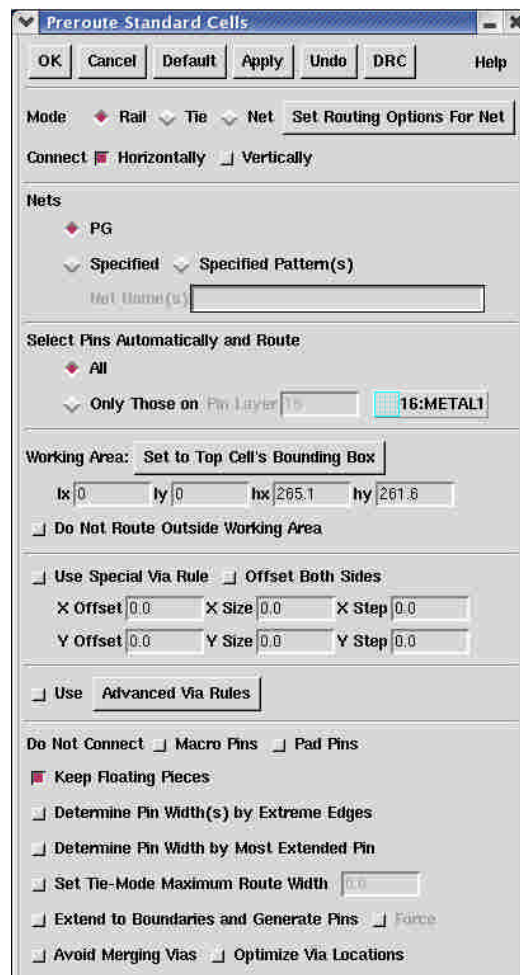 Preroute Standard Cells
OK Cancel Default Apply Undo DRC Help
Mode Rail Tie Net Set Routing Options For Net
Connect Horizontally Vertically
Nets
PG
Specified Specified Pattern(s)
Net Name(s)
Select Pins Automatically and Route
All
Only Those on Pin Layer 16 16:METAL1
Working Area: Set to Top Cell's Bounding Box
lx 0 ly 0 hx 265.1 hy 261.6
Do Not Route Outside Working Area
Use Special Via Rule Offset Both Sides
X Offset 0.0 X Size 0.0 X Step 0.0
Y Offset 0.0 Y Size 0.0 Y Step 0.0
Use Advanced Via Rules
Do Not Connect Macro Pins Pad Pins
Keep Floating Pieces
Determine Pin Width(s) by Extreme Edges
Determine Pin Width by Most Extended Pin
Set Tie-Mode Maximum Route Width 0.0
Extend to Boundaries and Generate Pins Force
Avoid Merging Vias Optimize Via Locations